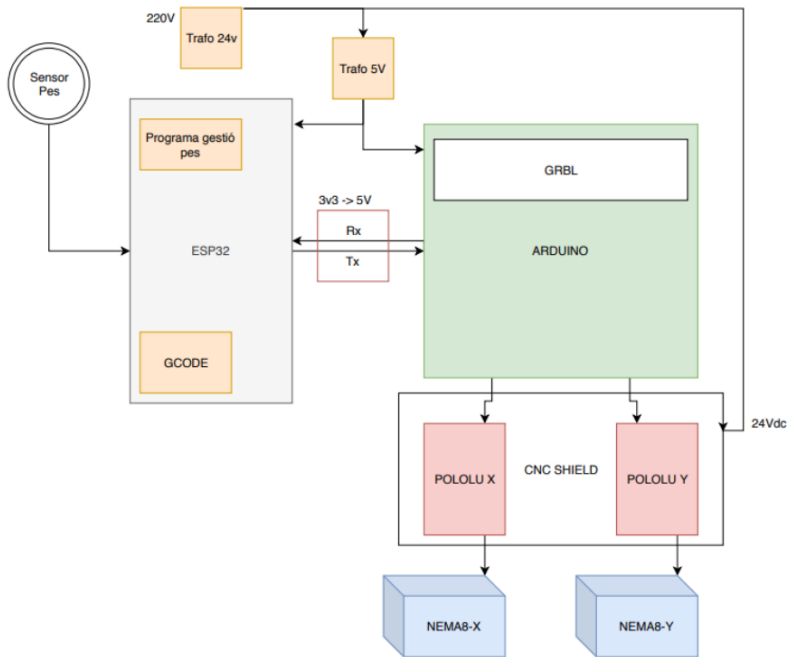 220V
Trafo 24v
Trafo 5V
Sensor
Pes
Programa gestió
pes
GRBL
3v3 -> 5V
Rx
ESP32
ARDUINO
Tx
GCODE
24Vdc
POLOLU X
CNC SHIELD
POLOLU Y
NEMA8-X
NEMA8-Y